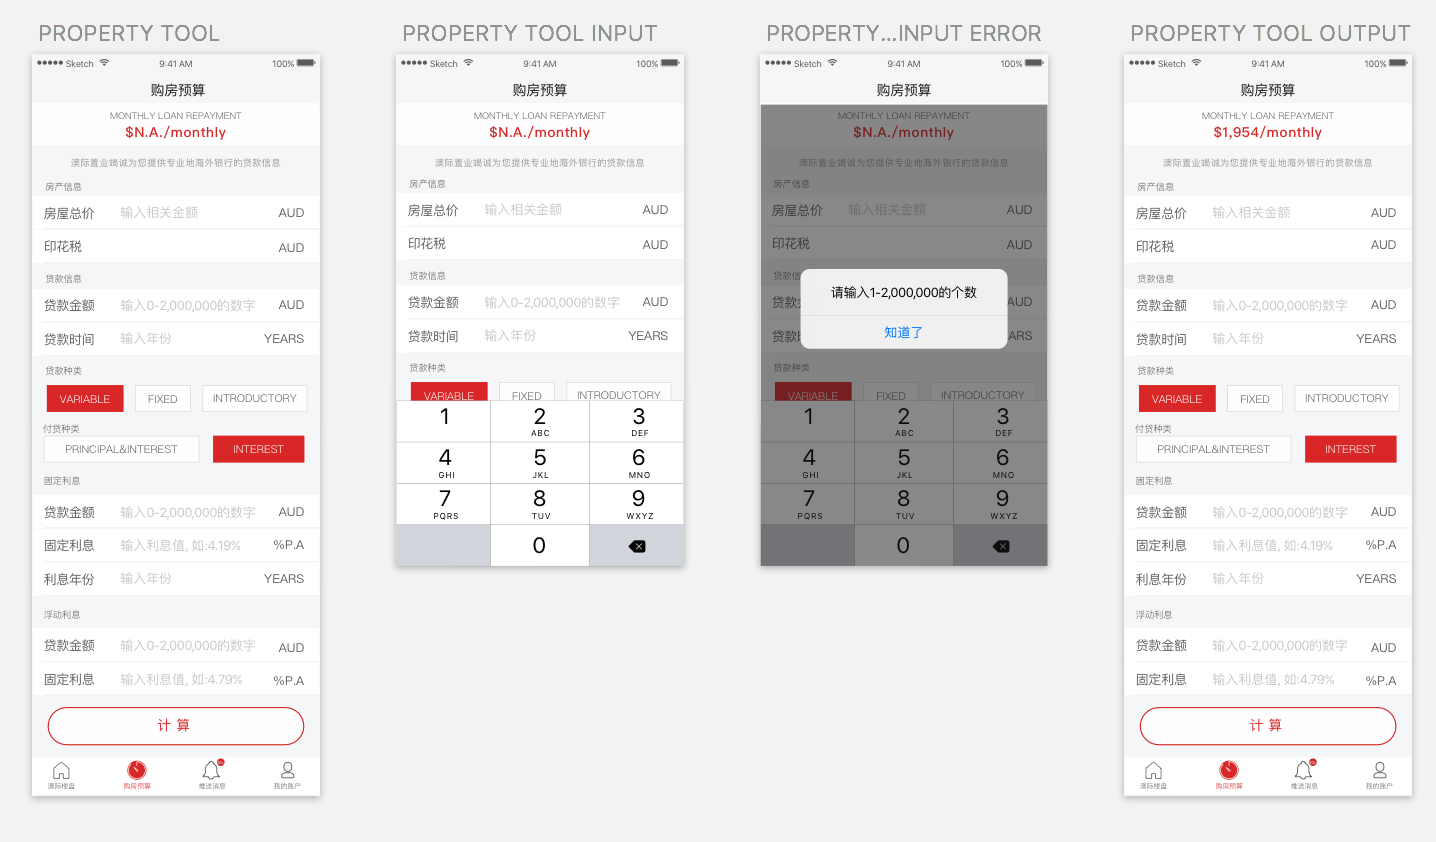 PROPERTY TOOL
Sketch 9:41 AM 100%
购房预算
MONTHLY LOAN REPAYMENT
$N.A./monthly
澳际置业竭诚为您提供专业地海外银行的贷款信息
房产信息
房屋总价 输入相关金额 AUD
印花税 AUD
贷款信息
贷款金额 输入0-2,000,000的数字 AUD
贷款时间 输入年份 YEARS
贷款种类
VARIABLE FIXED INTRODUCTORY
付贷种类
PRINCIPAL&INTEREST INTEREST
固定利息
贷款金额 输入0-2,000,000的数字 AUD
固定利息 输入利息值, 如:4.19% %P.A
利息年份 输入年份 YEARS
浮动利息
贷款金额 输入0-2,000,000的数字 AUD
固定利息 输入利息值, 如:4.79% %P.A
计 算
澳际楼盘 购房预算 推送消息 我的账户
PROPERTY TOOL INPUT
Sketch 9:41 AM 100%
购房预算
MONTHLY LOAN REPAYMENT
$N.A./monthly
澳际置业竭诚为您提供专业地海外银行的贷款信息
房产信息
房屋总价 输入相关金额 AUD
印花税 AUD
贷款信息
贷款金额 输入0-2,000,000的数字 AUD
贷款时间 输入年份 YEARS
贷款种类
VARIABLE FIXED INTRODUCTORY
1 2 3
ABC DEF
4 5 6
GHI JKL MNO
7 8 9
PQRS TUV WXYZ
0
PROPERTY...INPUT ERROR
Sketch 9:41 AM 100%
购房预算
MONTHLY LOAN REPAYMENT
$N.A./monthly
澳际置业竭诚为您提供专业地海外银行的贷款信息
房产信息
房屋总价 输入相关金额 AUD
印花税 AUD
贷款信
请输入1-2,000,000的个数
贷款金 AUD
知道了
贷款时 ARS
贷款种类
VARIABLE FIXED INTRODUCTORY
1 2 3
ABC DEF
4 5 6
GHI JKL MNO
7 8 9
PQRS TUV WXYZ
0
PROPERTY TOOL OUTPUT
Sketch 9:41 AM 100%
购房预算
MONTHLY LOAN REPAYMENT
$1,954/monthly
澳际置业竭诚为您提供专业地海外银行的贷款信息
房产信息
房屋总价 输入相关金额 AUD
印花税 AUD
贷款信息
贷款金额 输入0-2,000,000的数字 AUD
贷款时间 输入年份 YEARS
贷款种类
VARIABLE FIXED INTRODUCTORY
付贷种类
PRINCIPAL&INTEREST INTEREST
固定利息
贷款金额 输入0-2,000,000的数字 AUD
固定利息 输入利息值, 如:4.19% %P.A
利息年份 输入年份 YEARS
浮动利息
贷款金额 输入0-2,000,000的数字 AUD
固定利息 输入利息值, 如:4.79% %P.A
计 算
澳际楼盘 购房预算 推送消息 我的账户